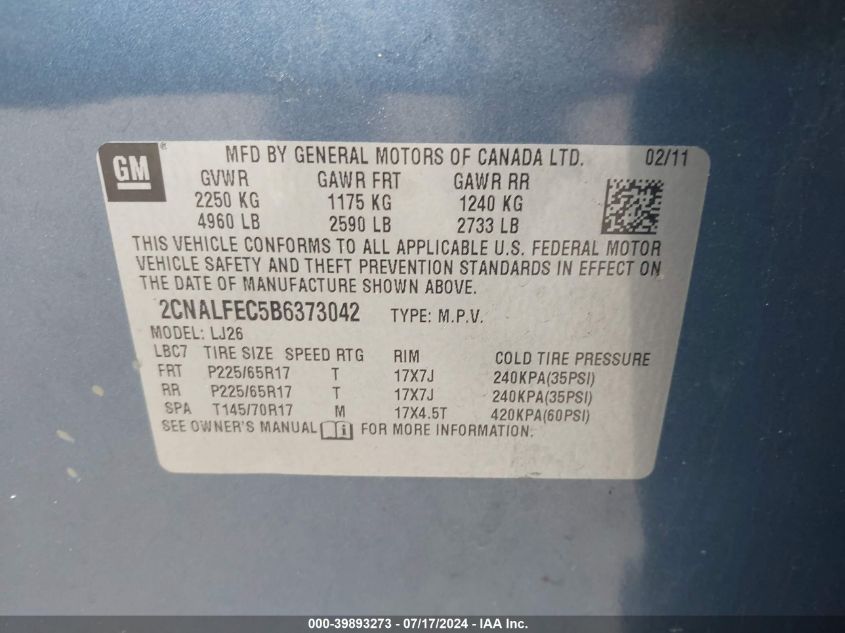 GM ® MFD BY GENERAL MOTORS OF CANADA LTD. 02/11
GVWR GAWR FRT GAWR RR
2250 KG 1175 KG 1240 KG
4960 LB 2590 LB 2733 LB
THIS VEHICLE CONFORMS TO ALL APPLICABLE U.S. FEDERAL MOTOR
VEHICLE SAFETY AND THEFT PREVENTION STANDARDS IN EFFECT ON
THE DATE OF MANUFACTURE SHOWN ABOVE.
2CNALFEC5B6373042 TYPE: M.P.V.
MODEL: LJ26
LBC7 TIRE SIZE SPEED RTG RIM COLD TIRE PRESSURE
FRT P225/65R17 T 17X7J 240KPA(35PSI)
RR P225/65R17 T 17X7J 240KPA(35PSI)
SPA T145/70R17 M 17X4.5T 420KPA(60PSI)
SEE OWNER'S MANUAL i FOR MORE INFORMATION.
000-39893273 - 07/17/2024 - IAA Inc.